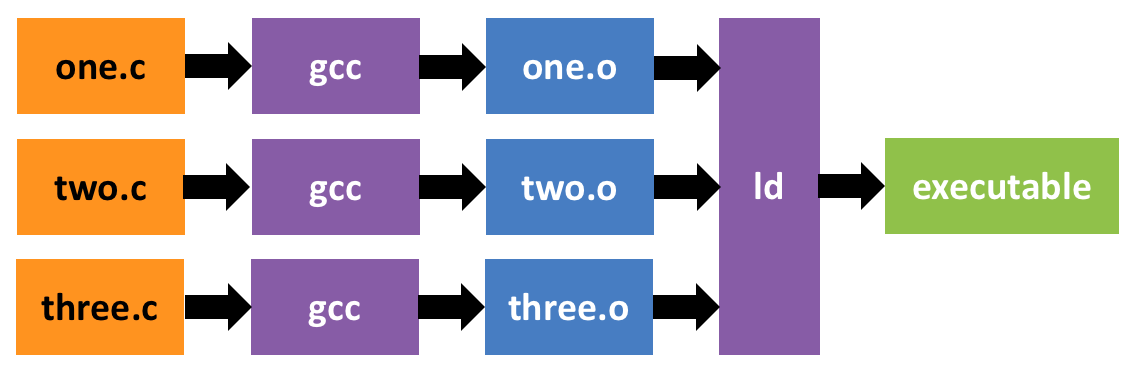 one.c
gcc
one.o
two.c
gcc
two.o
ld
executable
three.c
gcc
three.o